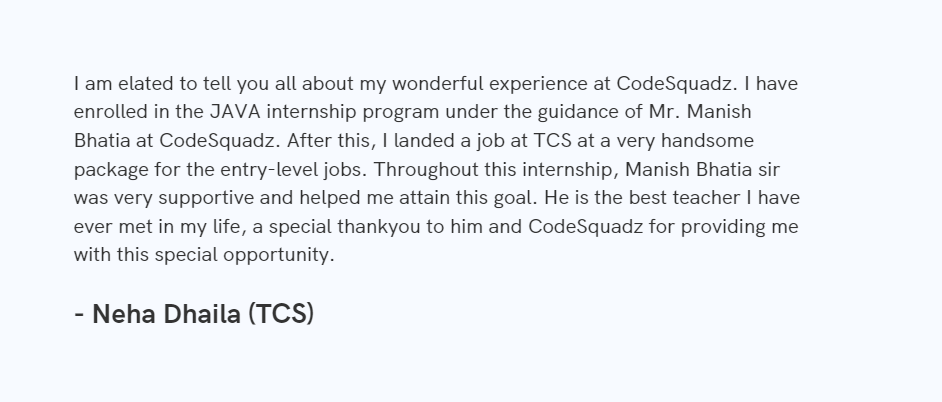 I am elated to tell you all about my wonderful experience at CodeSquadz. I have
enrolled in the JAVA internship program under the guidance of Mr. Manish
Bhatia at CodeSquadz. After this, I landed a job at TCS at a very handsome
package for the entry-level jobs. Throughout this internship, Manish Bhatia sir
was very supportive and helped me attain this goal. He is the best teacher I have
ever met in my life, a special thankyou to him and CodeSquadz for providing me
with this special opportunity.
- Neha Dhaila (TCS)